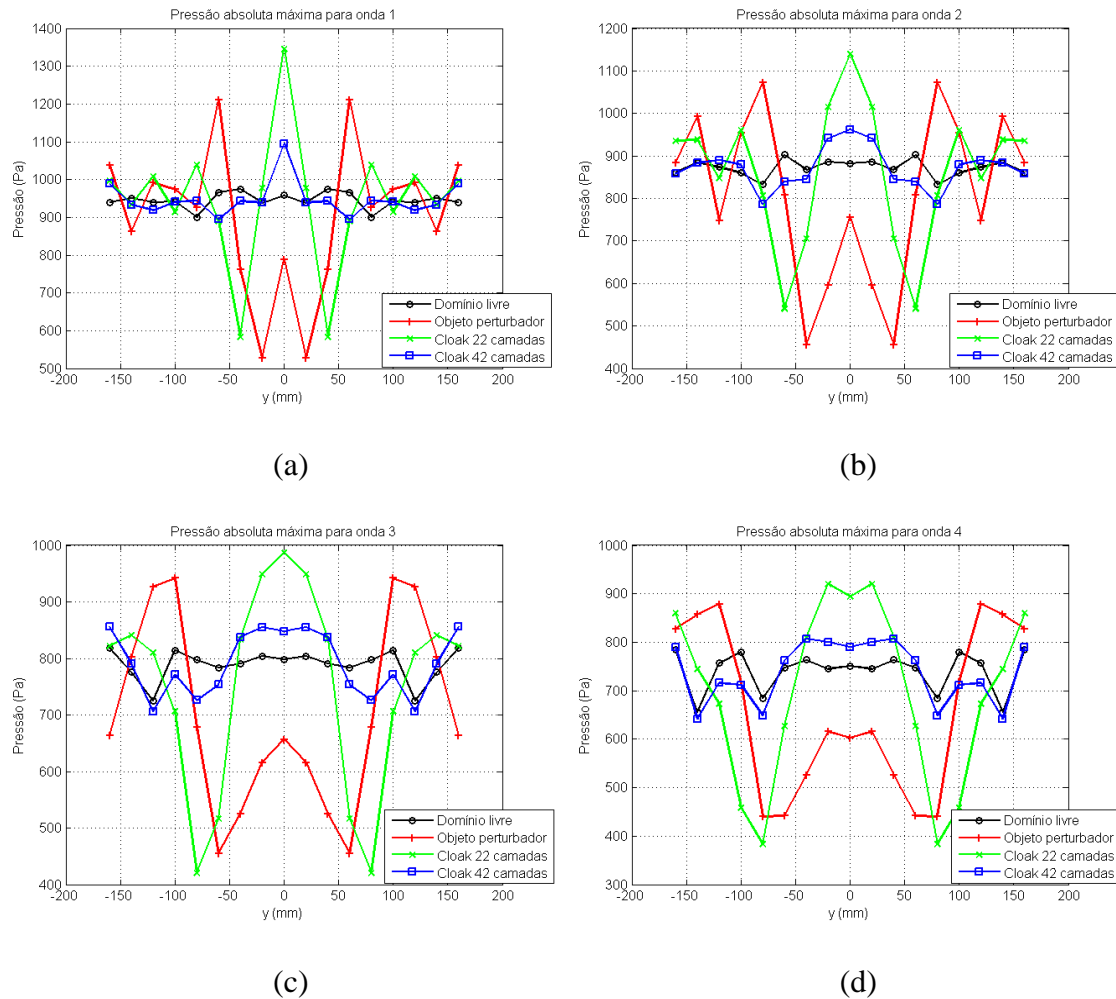 Pressão absoluta máxima para onda 1
1400
1300
1200
1100
1000
900
800
700
600
500
Pressão (Pa)
-200 -150 -100 -50 0 50 100 150 200
y (mm)
Domínio livre
Objeto perturbador
Cloak 22 camadas
Cloak 42 camadas
(a)
Pressão absoluta máxima para onda 2
1200
1100
1000
900
800
700
600
500
400
Pressão (Pa)
-200 -150 -100 -50 0 50 100 150 200
y (mm)
Domínio livre
Objeto perturbador
Cloak 22 camadas
Cloak 42 camadas
(b)
Pressão absoluta máxima para onda 3
1000
900
800
700
600
500
400
Pressão (Pa)
-200 -150 -100 -50 0 50 100 150 200
y (mm)
Domínio livre
Objeto perturbador
Cloak 22 camadas
Cloak 42 camadas
(c)
Pressão absoluta máxima para onda 4
1000
900
800
700
600
500
400
300
Pressão (Pa)
-200 -150 -100 -50 0 50 100 150 200
y (mm)
Domínio livre
Objeto perturbador
Cloak 22 camadas
Cloak 42 camadas
(d)